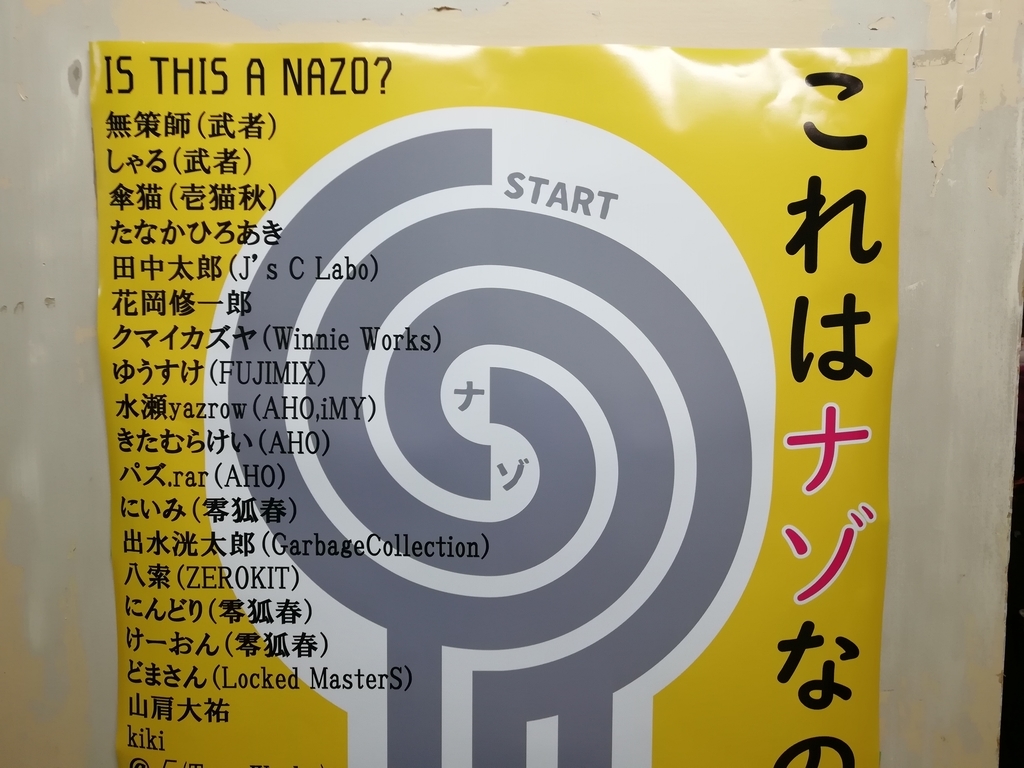 IS THIS A NAZO?
無策師(武者)
しゃる(武者)
傘猫(壱猫秋)
たなかひろあき
田中太郎(J's C Labo)
花岡修一郎
クマイカズヤ(Winnie Works)
ゆうすけ(FUJIMIX)
水瀬yazrow(AHO,iMY)
きたむらけい(AHO)
パズ.rar(AHO)
にいみ(零狐春)
出水洸太郎(GarbageCollection)
八索(ZEROKIT)
にんどり(零狐春)
けーおん(零狐春)
どまさん(Locked MasterS)
山肩大祐
kiki
START
ナ
ゾ
これはナゾなの